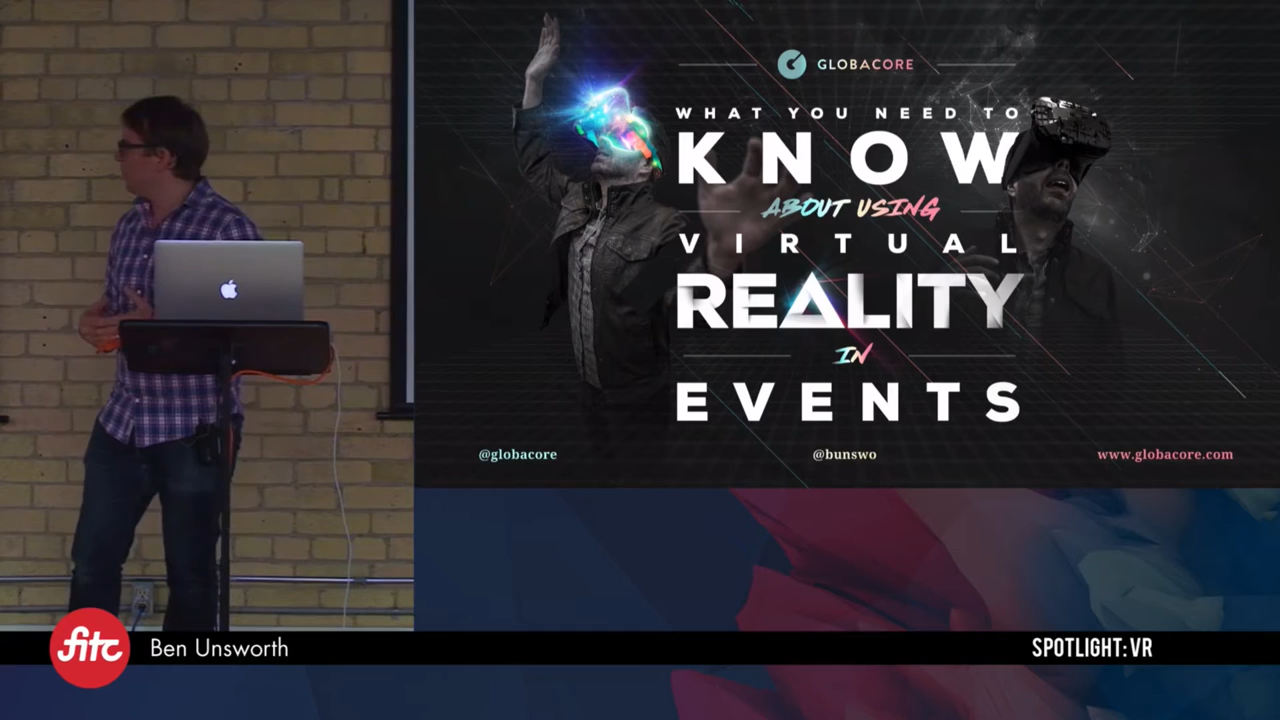 GLOBACORE
WHAT YOU NEED TO
KNOW
ABOUT USING
VIRTUAL
REALITY
IN
EVENTS
@globacore
@bunswo
www.globacore.com
fitc
Ben Unsworth
SPOTLIGHT: VR